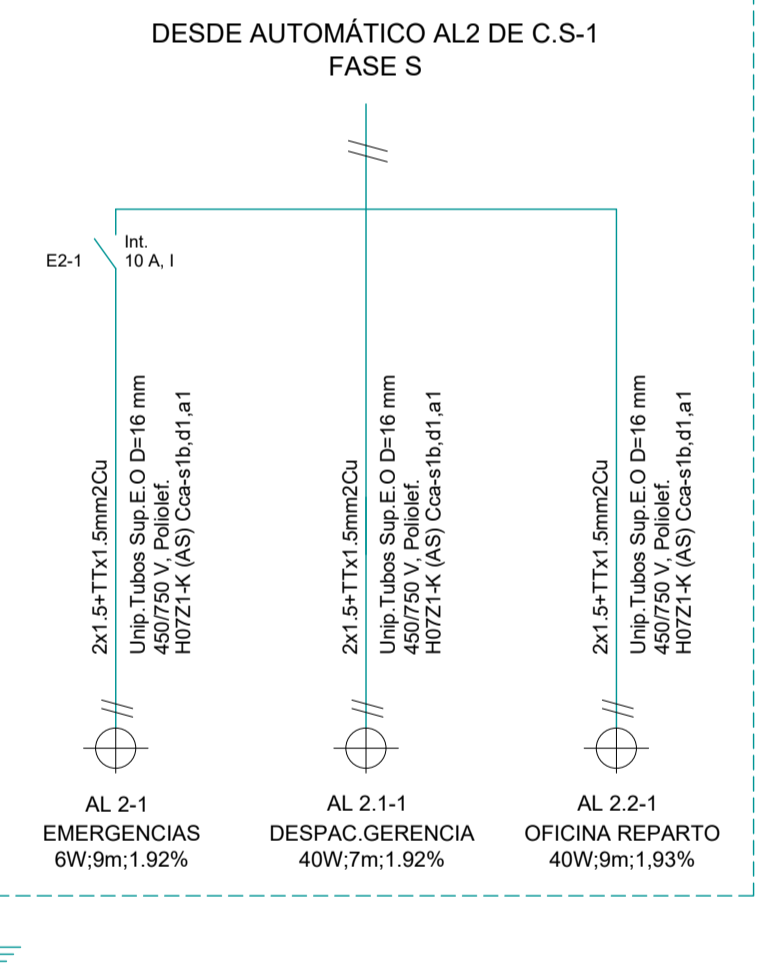 DESDE AUTOMÁTICO AL2 DE C.S-1
FASE S
E2-1
Int.
10 A, I
2x1.5+TTx1.5mm2Cu
Unip.Tubos Sup.E.O D=16 mm
450/750 V, Poliolef.
H07Z1-K (AS) Cca-s1b,d1,a1
2x1.5+TTx1.5mm2Cu
Unip.Tubos Sup.E.O D=16 mm
450/750 V, Poliolef.
H07Z1-K (AS) Cca-s1b,d1,a1
2x1.5+TTx1.5mm2Cu
Unip.Tubos Sup.E.O D=16 mm
450/750 V, Poliolef.
H07Z1-K (AS) Cca-s1b,d1,a1
AL 2-1
EMERGENCIAS
6W;9m;1.92%
AL 2.1-1
DESPAC.GERENCIA
40W;7m;1.92%
AL 2.2-1
OFICINA REPARTO
40W;9m;1,93%